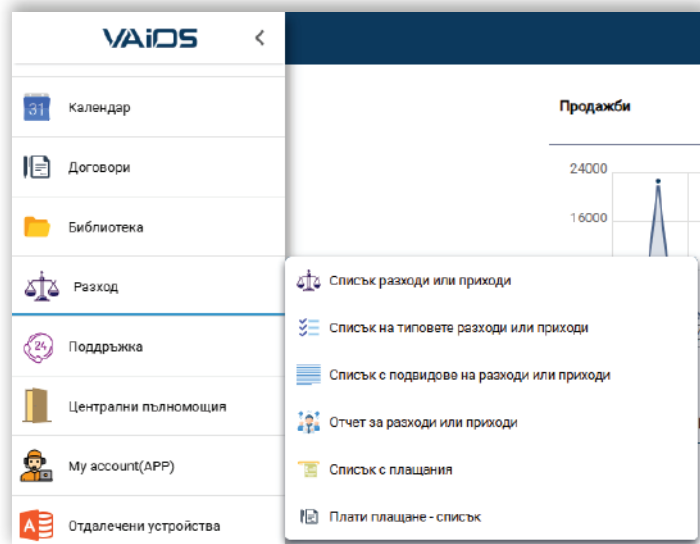 VAiOS
31
Календар
Договори
Библиотека
Разход
24
Поддръжка
Централни пълномощия
My account(APP)
A
Отдалечени устройства
Продажби
24000
16000
Списък разходи или приходи
Списък на типовете разходи или приходи
Списък с подвидове на разходи или приходи
Отчет за разходи или приходи
Списък с плащания
Плати плащане - списък